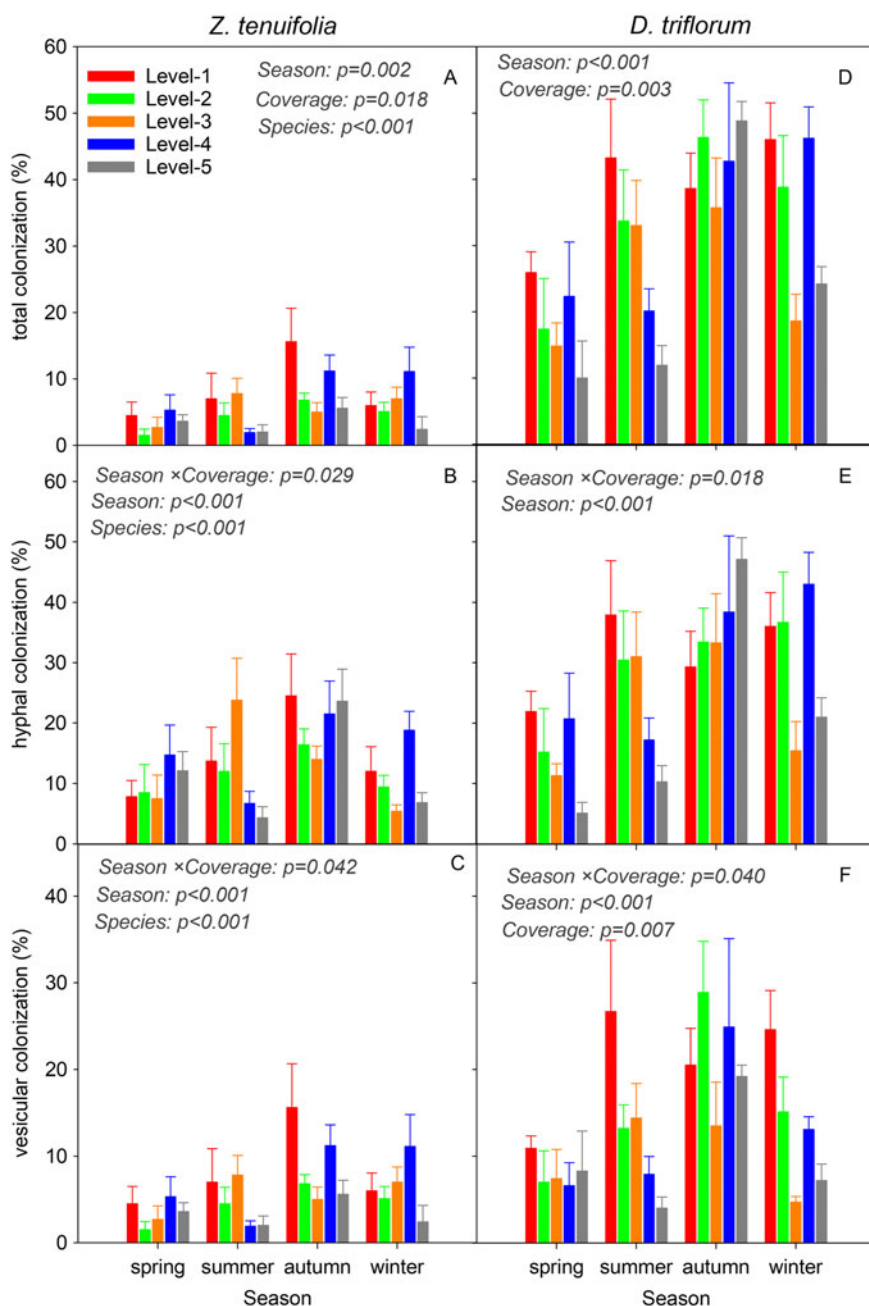 Z. tenuifolia
D. triflorum
60
50
40
30
20
10
0
total colonization (%)
Level-1
Level-2
Level-3
Level-4
Level-5
Season: p=0.002
Coverage: p=0.018
Species: p<0.001
A
Season: p<0.001
Coverage: p=0.003
D
60
50
40
30
20
10
0
hyphal colonization (%)
Season ×Coverage: p=0.029
Season: p<0.001
Species: p<0.001
B
Season ×Coverage: p=0.018
Season: p<0.001
E
40
30
20
10
0
vesicular colonization (%)
Season ×Coverage: p=0.042
Season: p<0.001
Species: p<0.001
C
Season ×Coverage: p=0.040
Season: p<0.001
Coverage: p=0.007
F
spring summer autumn winter
Season
spring summer autumn winter
Season